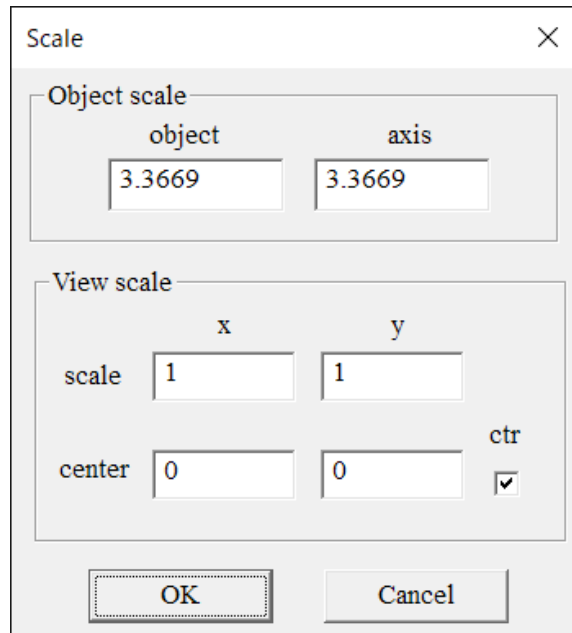 Scale
Object scale
object axis
3.3669 3.3669
View scale
x y
scale 1 1
ctr
center 0 0
OK Cancel